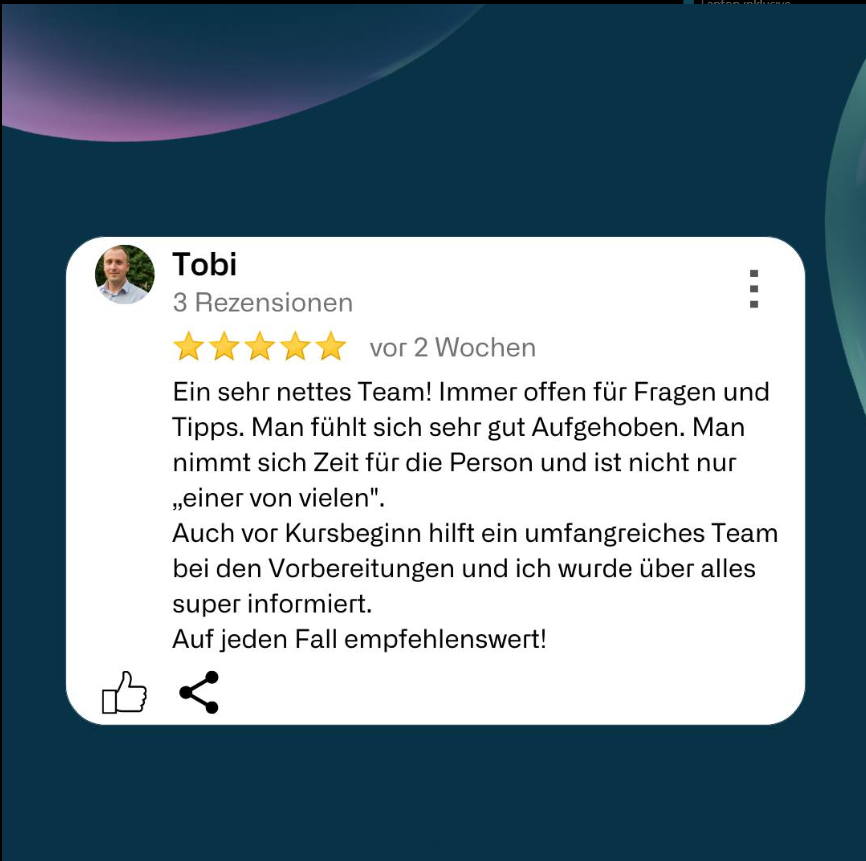 Laptop inklusive
Tobi
3 Rezensionen
vor 2 Wochen
Ein sehr nettes Team! Immer offen für Fragen und
Tipps. Man fühlt sich sehr gut Aufgehoben. Man
nimmt sich Zeit für die Person und ist nicht nur
„einer von vielen".
Auch vor Kursbeginn hilft ein umfangreiches Team
bei den Vorbereitungen und ich wurde über alles
super informiert.
Auf jeden Fall empfehlenswert!